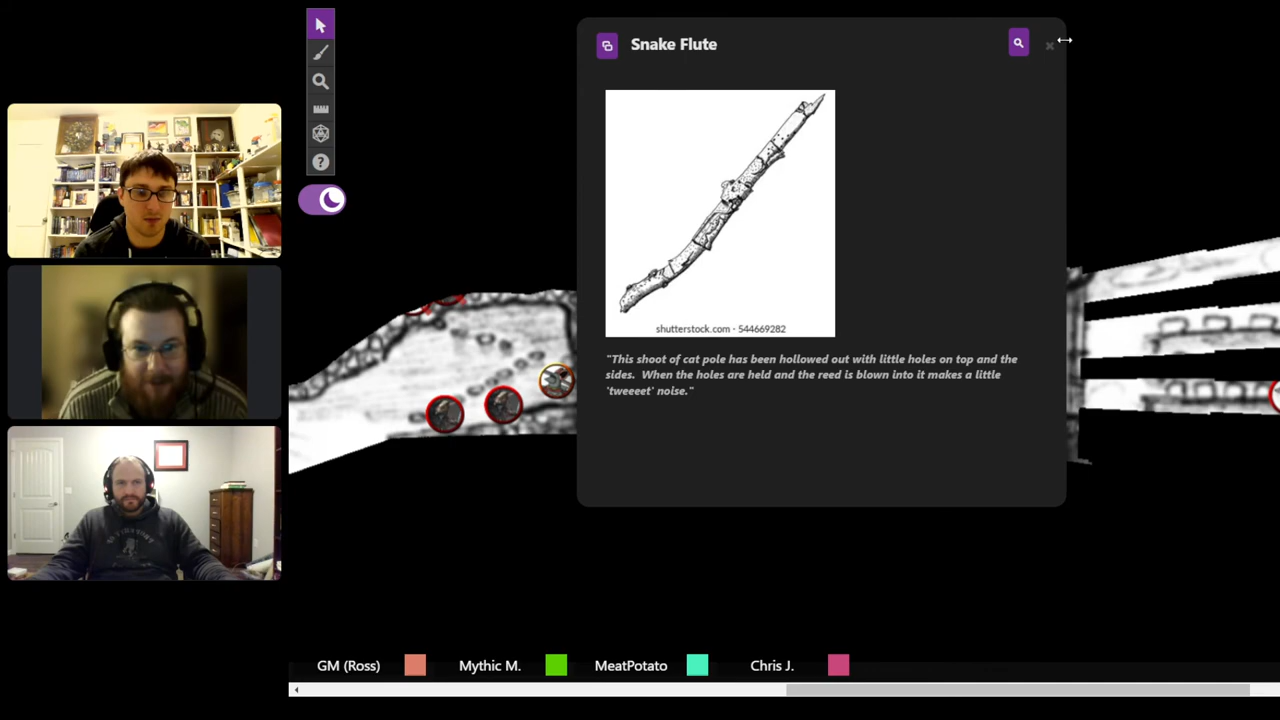 Snake Flute
shutterstock.com · 544669282
"This shoot of cat pole has been hollowed out with little holes on top and the
sides. When the holes are held and the reed is blown into it makes a little
'tweeeet' noise."
GM (Ross)
Mythic M.
MeatPotato
Chris J.